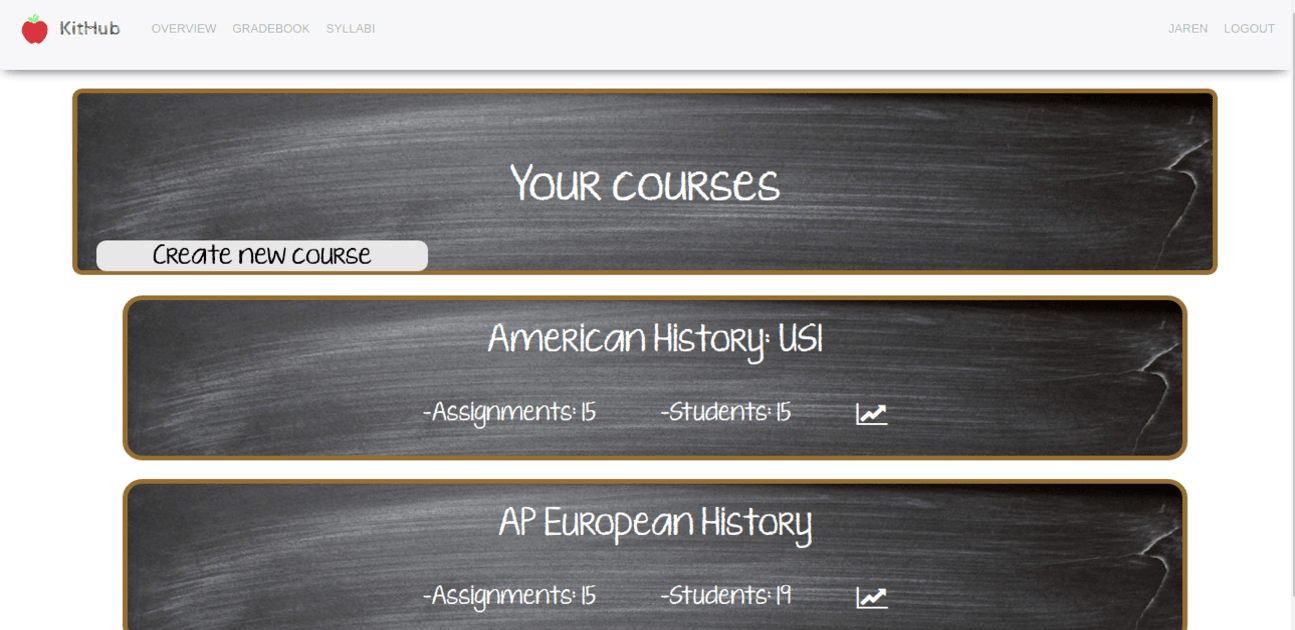 KitHub OVERVIEW GRADEBOOK SYLLABI JAREN LOGOUT
Your courses
Create new course
American History: US1
-Assignments: 15 -Students: 15
AP European History
-Assignments: 15 -Students: 19